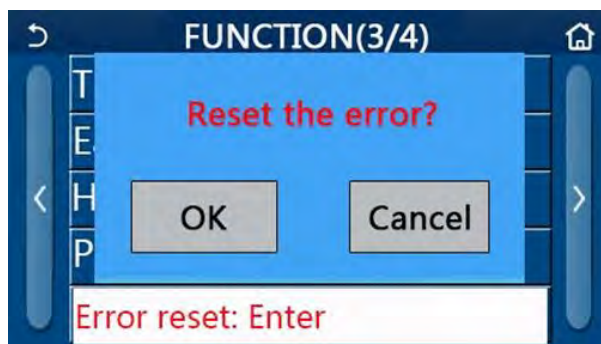 FUNCTION(3/4)
T
Reset the error?
E
H
OK
Cancel
P
Error reset: Enter